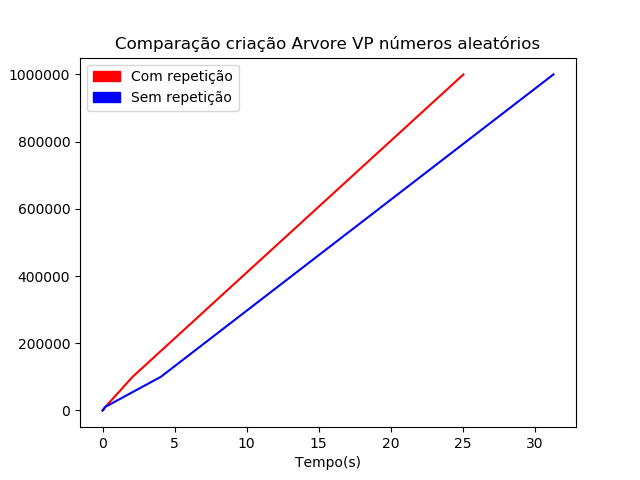 Comparação criação Arvore VP números aleatórios
Com repetição
Sem repetição
1000000
800000
600000
400000
200000
0
0 5 10 15 20 25 30
Tempo(s)